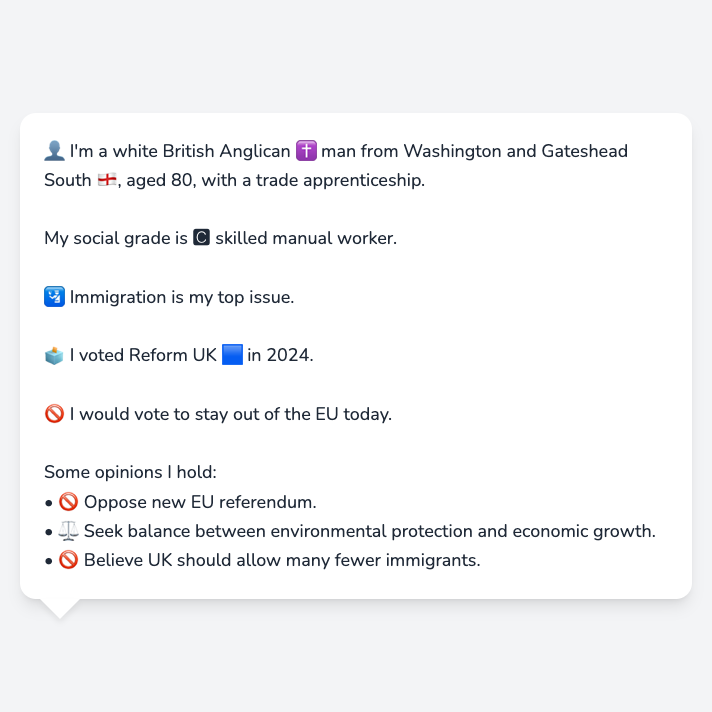 👤 I'm a white British Anglican ✝️ man from Washington and Gateshead
South 🏴󠁧󠁢󠁥󠁮󠁧󠁿, aged 80, with a trade apprenticeship.
My social grade is 🅲 skilled manual worker.
🛂 Immigration is my top issue.
🗳️ I voted Reform UK 🟦 in 2024.
🚫 I would vote to stay out of the EU today.
Some opinions I hold:
• 🚫 Oppose new EU referendum.
• ⚖️ Seek balance between environmental protection and economic growth.
• 🚫 Believe UK should allow many fewer immigrants.